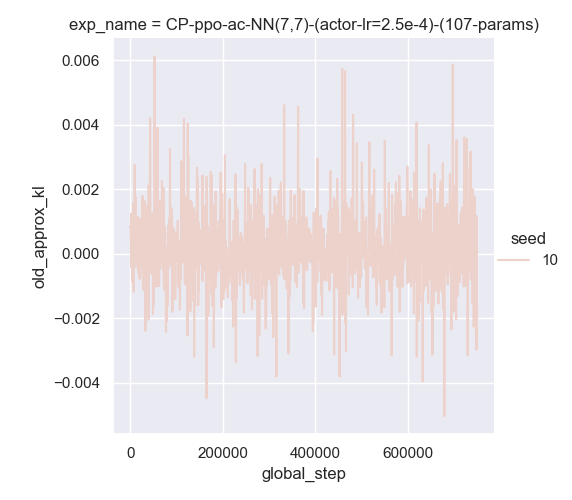 exp_name = CP-ppo-ac-NN(7,7)-(actor-lr=2.5e-4)-(107-params)
0.006
0.004
0.002
0.000
−0.002
−0.004
old_approx_kl
0
200000
400000
600000
global_step
seed
10